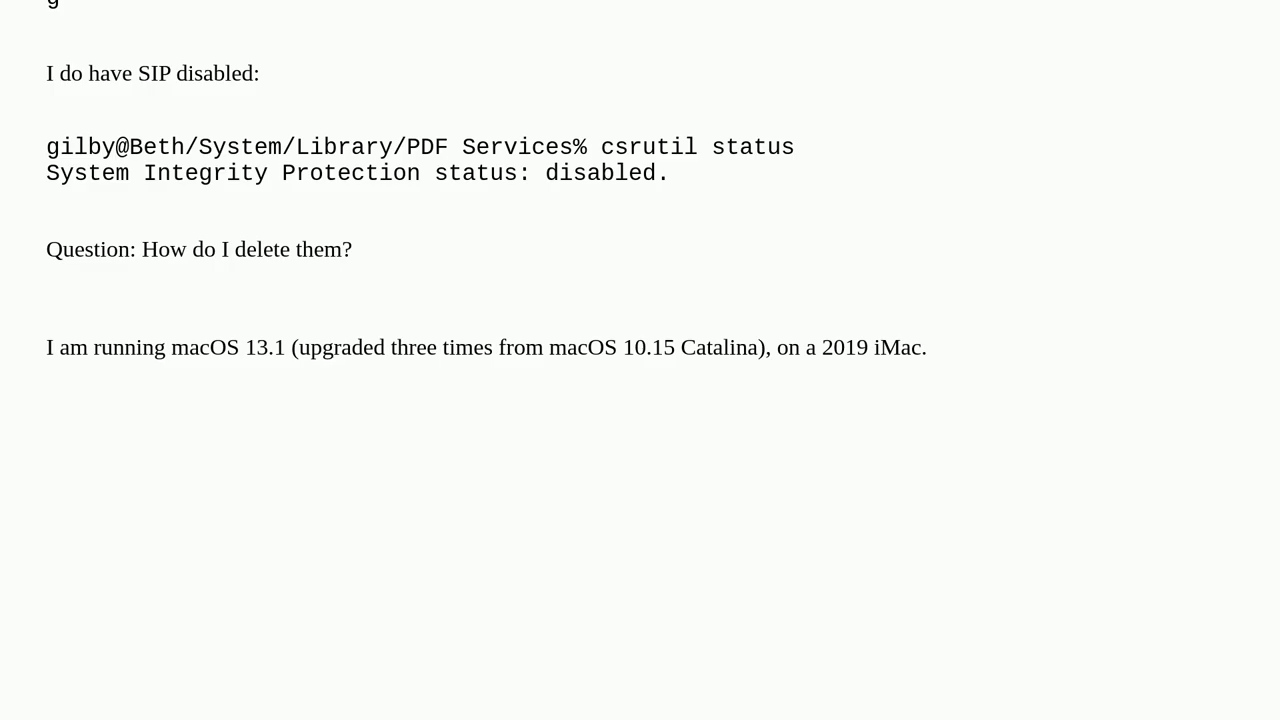 I do have SIP disabled:
gilby@Beth/System/Library/PDF Services% csrutil status
System Integrity Protection status: disabled.
Question: How do I delete them?
I am running macOS 13.1 (upgraded three times from macOS 10.15 Catalina), on a 2019 iMac.